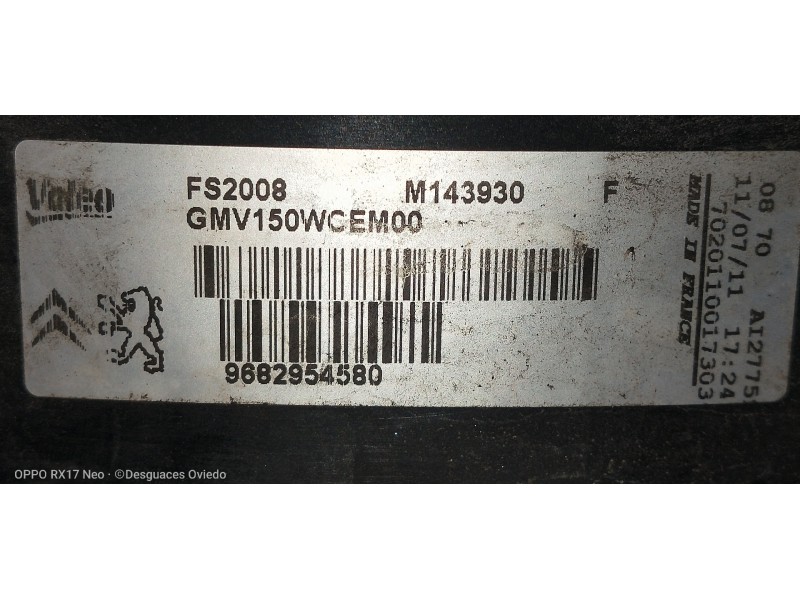 Valeo
FS2008 M143930 F
GMV150WCEM00
9682954580
MADE IN FRANCE
7020110017303
11/07/11 17:24
08 70 AI2775
OPPO RX17 Neo · ©Desguaces Oviedo